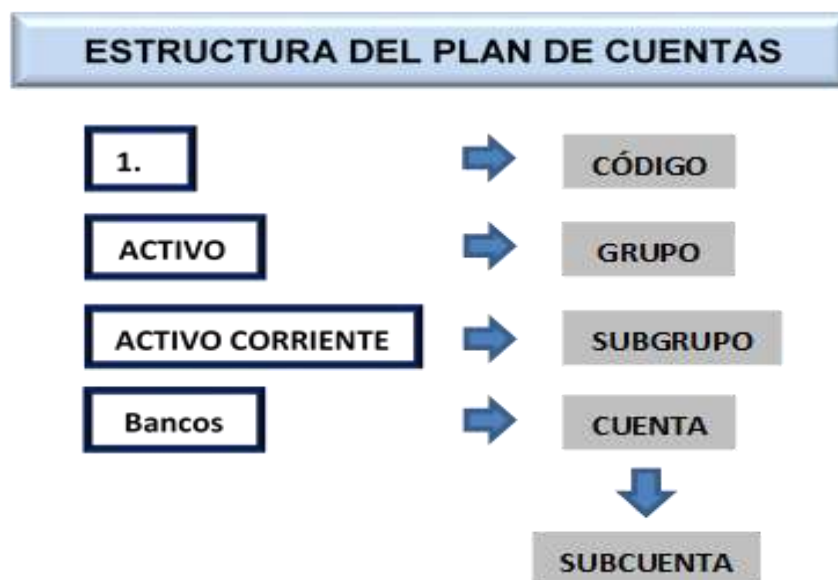 ESTRUCTURA DEL PLAN DE CUENTAS
1. CÓDIGO
ACTIVO GRUPO
ACTIVO CORRIENTE SUBGRUPO
Bancos CUENTA
SUBCUENTA